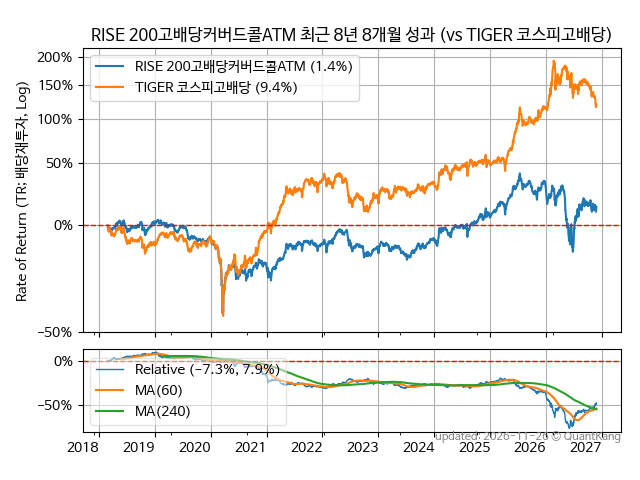 RISE 200고배당커버드콜ATM 최근 8년 8개월 성과 (vs TIGER 코스피고배당)
Rate of Return (TR: 배당재투자, Log)
200%
150%
100%
50%
0%
−50%
RISE 200고배당커버드콜ATM (1.4%)
TIGER 코스피고배당 (9.4%)
0%
−50%
Relative (−7.3%, 7.9%)
MA(60)
MA(240)
2018 2019 2020 2021 2022 2023 2024 2025 2026 2027
updated: 2026−11−26 © QuantKang